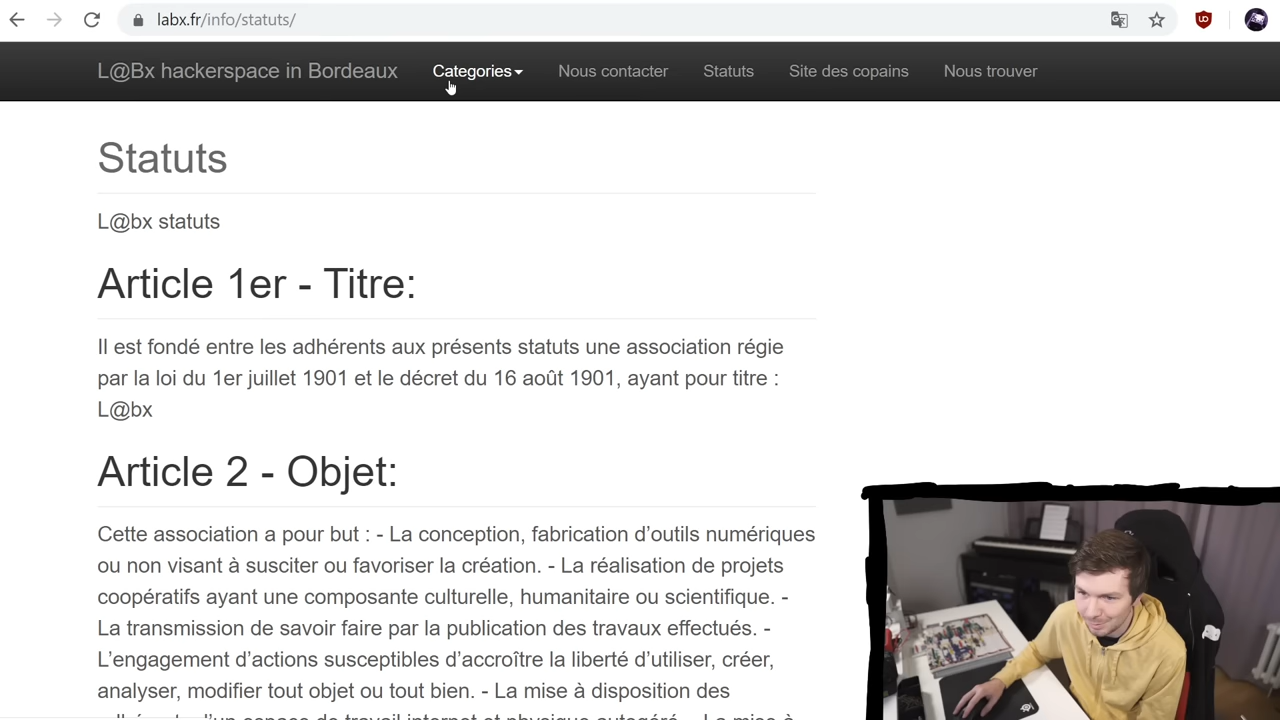 labx.fr/info/statuts/
L@Bx hackerspace in Bordeaux Categories Nous contacter Statuts Site des copains Nous trouver
Statuts
L@bx statuts
Article 1er - Titre:
Il est fondé entre les adhérents aux présents statuts une association régie
par la loi du 1er juillet 1901 et le décret du 16 août 1901, ayant pour titre :
L@bx
Article 2 - Objet:
Cette association a pour but : - La conception, fabrication d’outils numériques
ou non visant à susciter ou favoriser la création. - La réalisation de projets
coopératifs ayant une composante culturelle, humanitaire ou scientifique. -
La transmission de savoir faire par la publication des travaux effectués. -
L’engagement d’actions susceptibles d’accroître la liberté d’utiliser, créer,
analyser, modifier tout objet ou tout bien. - La mise à disposition des